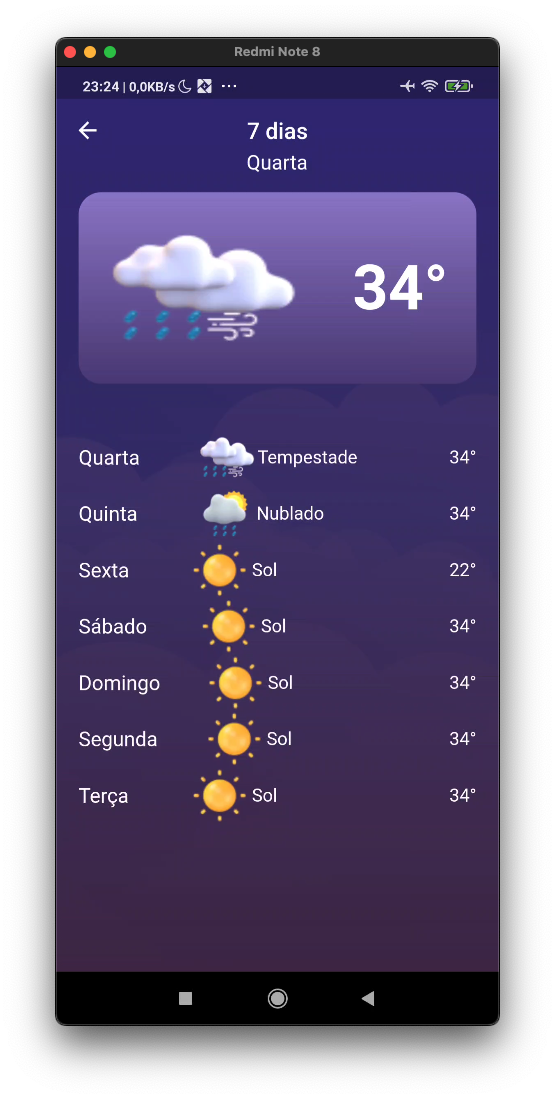 Redmi Note 8
23:24 | 0,0KB/s ...
7 dias
Quarta
34°
Quarta Tempestade 34°
Quinta Nublado 34°
Sexta Sol 22°
Sábado Sol 34°
Domingo Sol 34°
Segunda Sol 34°
Terça Sol 34°